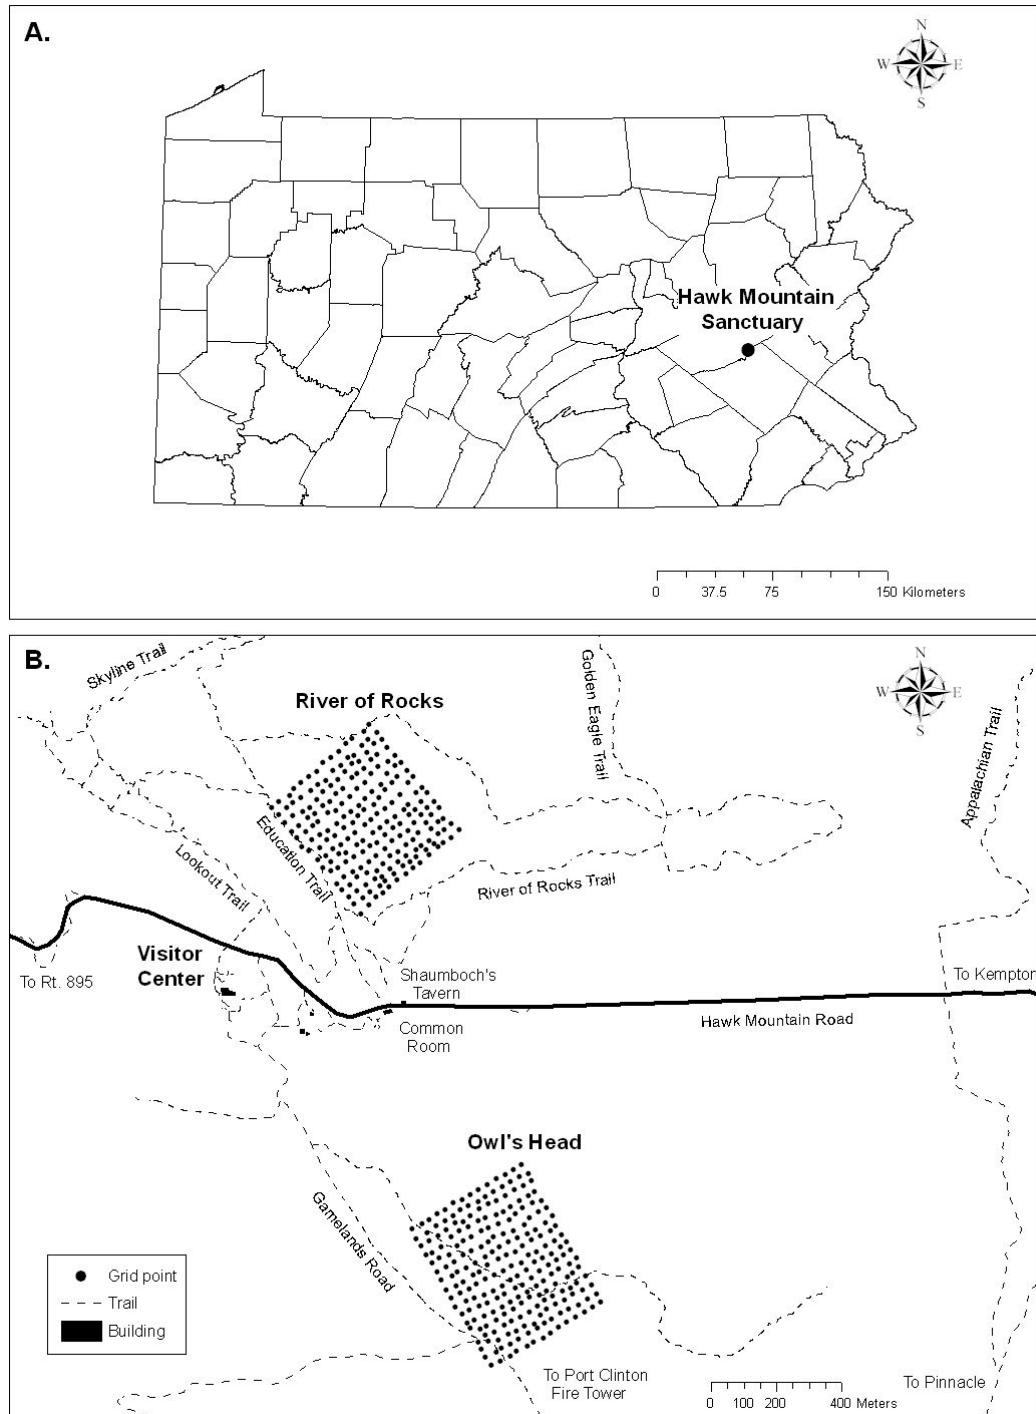 A.
N
W E
S
Hawk Mountain
Sanctuary
0 37.5 75 150 Kilometers
B.
Skyline Trail
River of Rocks
Golden Eagle Trail
N
W E
S
Appalachian Trail
Education Trail
Lookout Trail
River of Rocks Trail
Visitor
Center
To Rt. 895
Shaumboch's
Tavern
To Kempton
Common
Room
Hawk Mountain Road
Owl's Head
Gamelands Road
Grid point
Trail
Building
To Port Clinton
Fire Tower
To Pinnacle
0 100 200 400 Meters